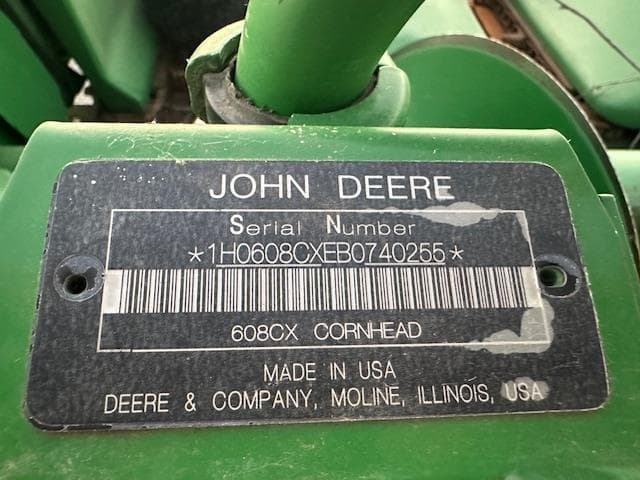 JOHN DEERE
Serial Number
*1H0608CXEB0740255*
608CX CORNHEAD
MADE IN USA
DEERE & COMPANY, MOLINE, ILLINOIS, USA